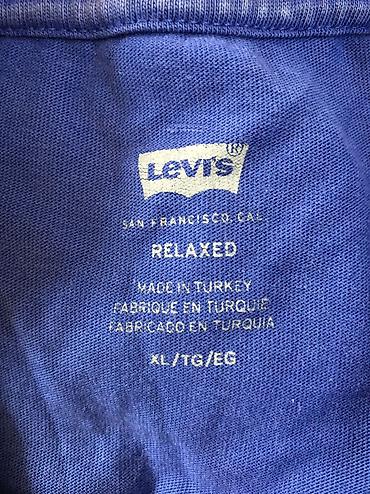 Levi's®
SAN FRANCISCO, CAL
RELAXED
MADE IN TURKEY
FABRIQUE EN TURQUIE
FABRICADO EN TURQUIA
XL/TG/EG